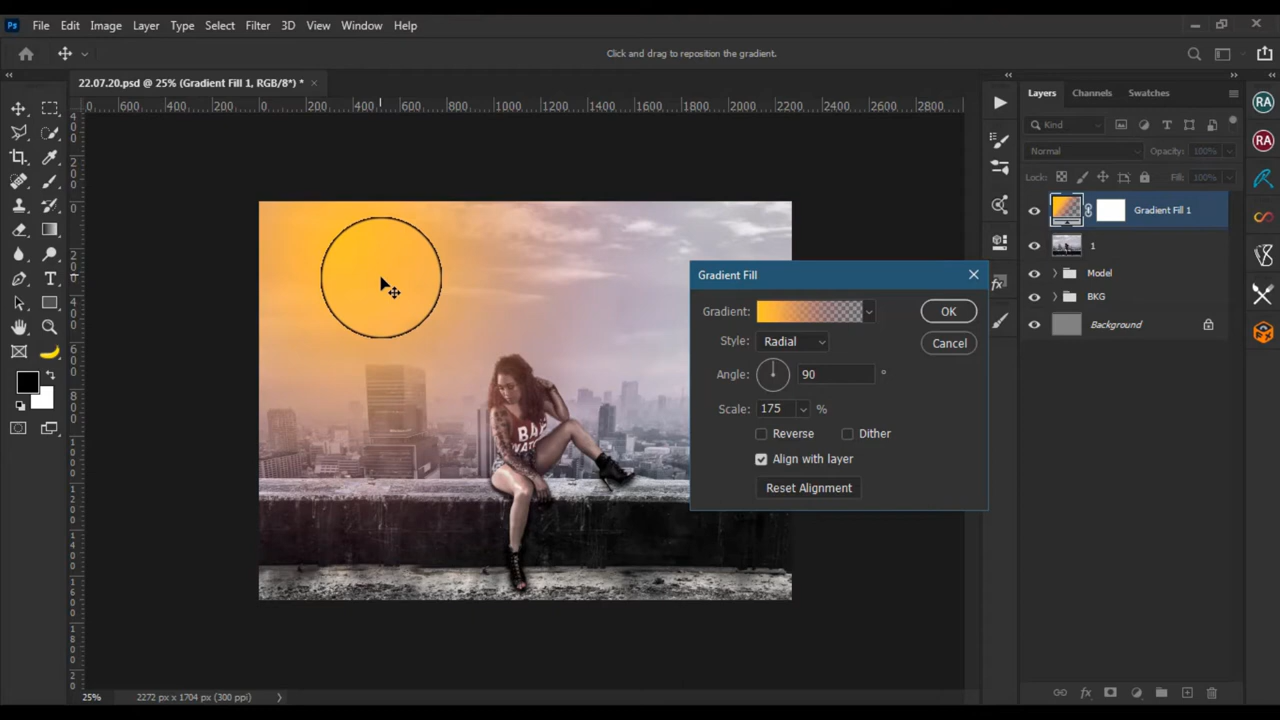 Ps File Edit Image Layer Type Select Filter 3D View Window Help
Click and drag to reposition the gradient.
22.07.20.psd @ 25% (Gradient Fill 1, RGB/8*) *
0 600 400 200 0 200 400 600 800 1000 1200 1400 1600 1800 2000 2200 2400 2600 2800
Layers Channels Swatches
Kind
Normal Opacity: 100%
Lock: Fill: 100%
Gradient Fill 1
1
Model
BKG
Background
Gradient Fill
Gradient: OK
Style: Radial Cancel
Angle: 90 °
Scale: 175 %
Reverse Dither
Align with layer
Reset Alignment
RA
RA
25% 2272 px x 1704 px (300 ppi)